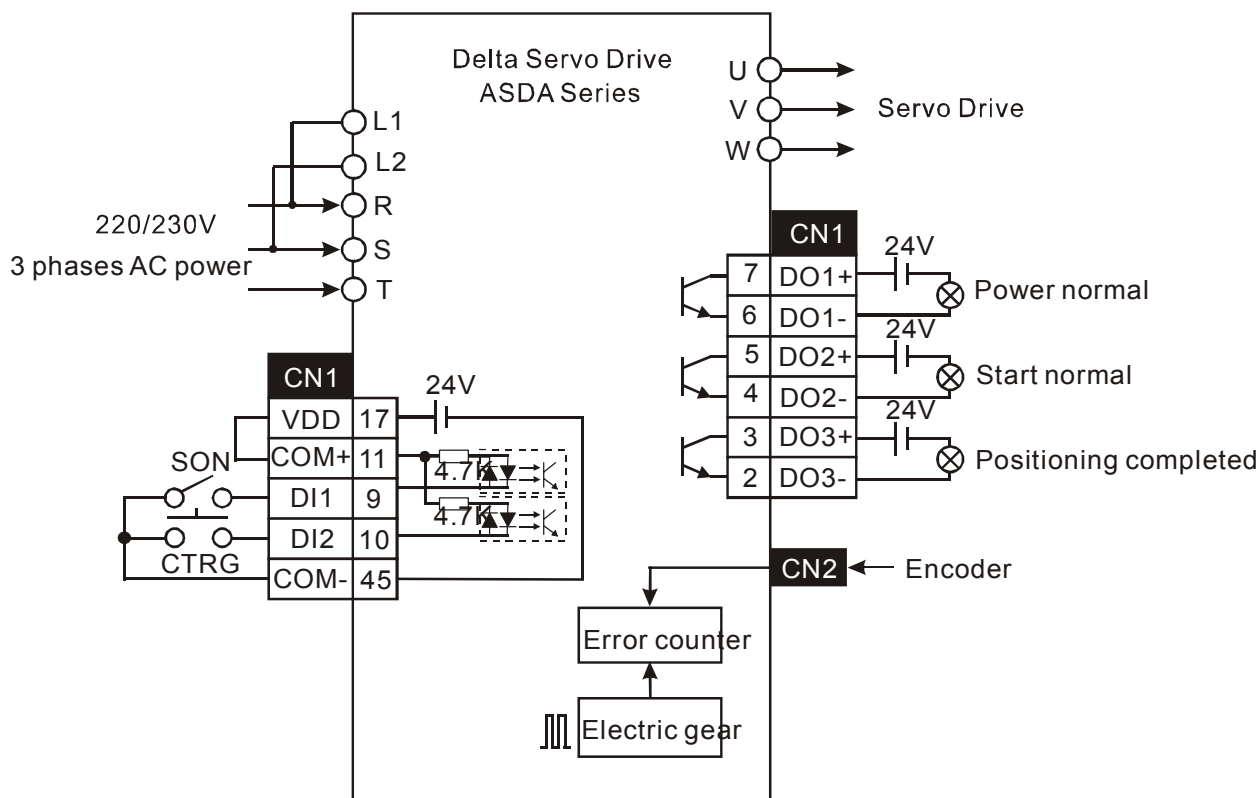 Delta Servo Drive
ASDA Series
U
V
W
Servo Drive
L1
L2
R
S
T
220/230V
3 phases AC power
CN1
24V
7 DO1+
6 DO1-
Power normal
24V
5 DO2+
4 DO2-
Start normal
24V
3 DO3+
2 DO3-
Positioning completed
CN1
24V
VDD 17
COM+ 11
4.7K
SON
DI1 9
4.7K
DI2 10
CTRG
COM- 45
CN2
Encoder
Error counter
Electric gear